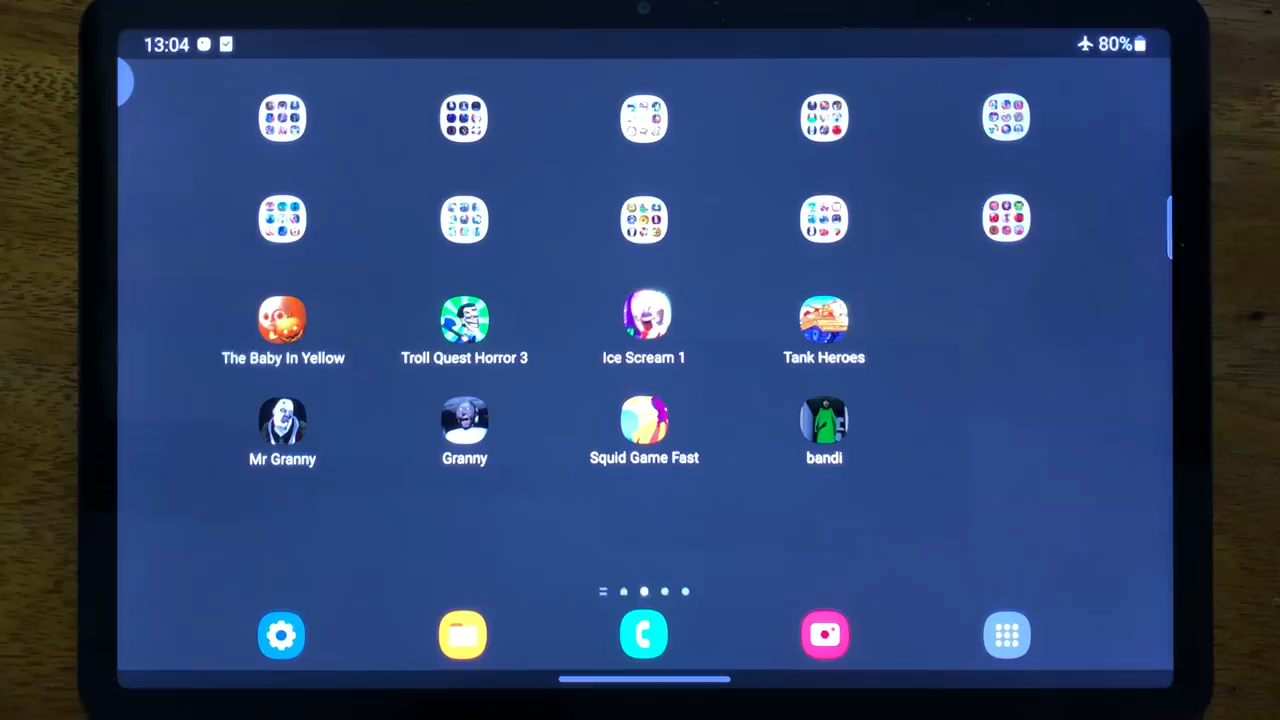 13:04 80%
The Baby In Yellow Troll Quest Horror 3 Ice Scream 1 Tank Heroes
Mr Granny Granny Squid Game Fast bandi